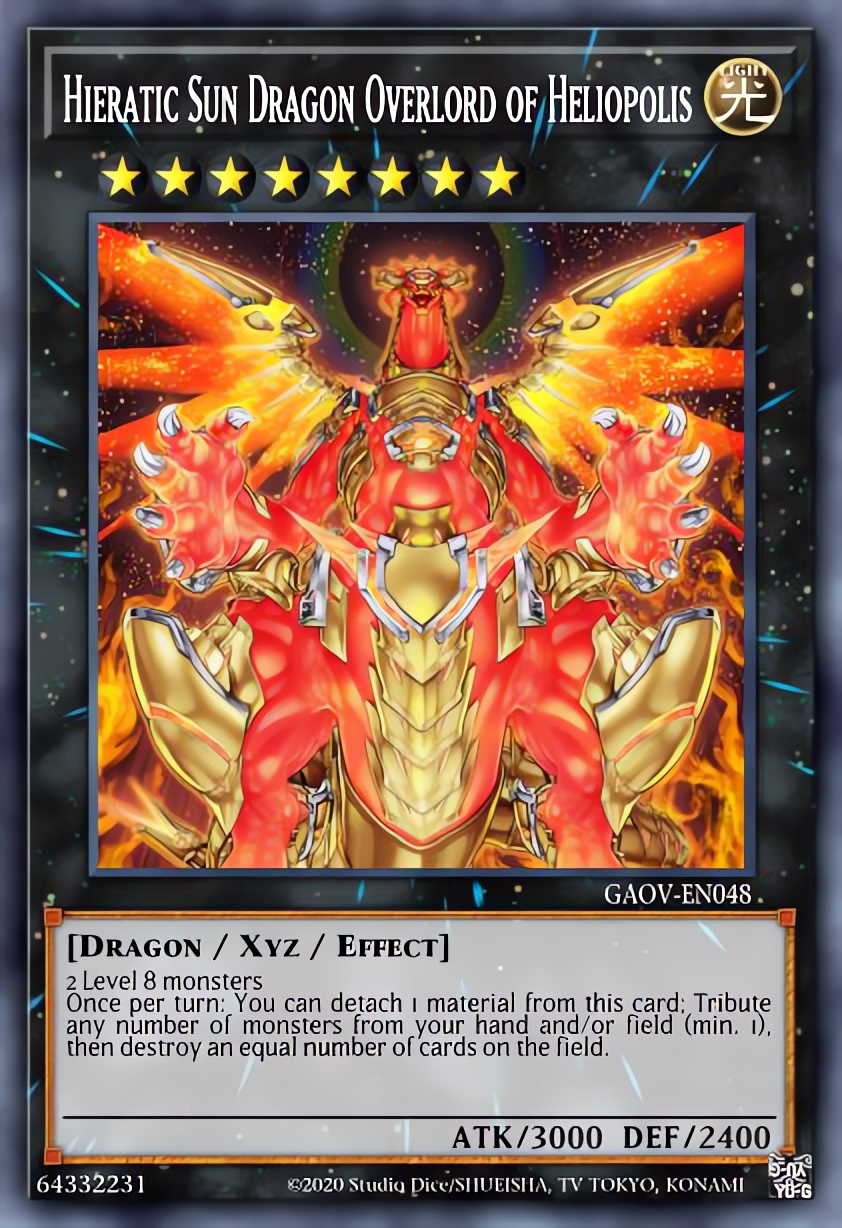 HIERATIC SUN DRAGON OVERLORD OF HELIOPOLIS
LIGHT
光
GAOV-EN048
[DRAGON / XYZ / EFFECT]
2 Level 8 monsters
Once per turn: You can detach 1 material from this card; Tribute
any number of monsters from your hand and/or field (min. 1),
then destroy an equal number of cards on the field.
ATK/3000 DEF/2400
64332231
©2020 Studio Dice/SHUEISHA, TV TOKYO, KONAMI